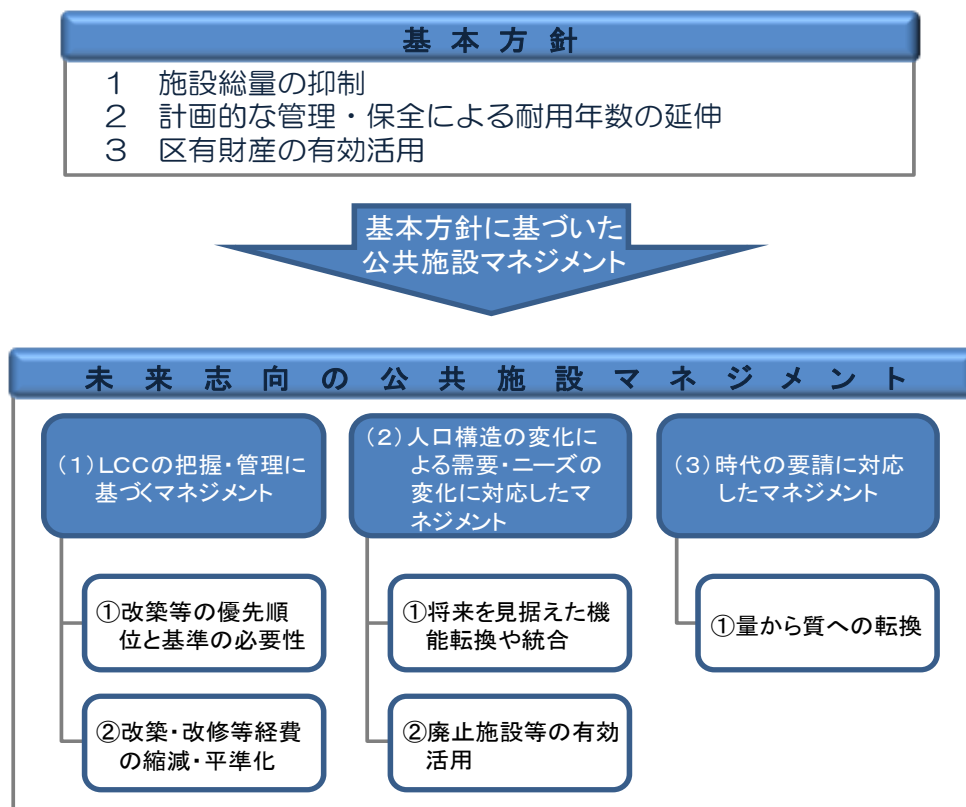 基本方針
1 施設総量の抑制
2 計画的な管理・保全による耐用年数の延伸
3 区有財産の有効活用
基本方針に基づいた
公共施設マネジメント
未来志向の公共施設マネジメント
(1)LCCの把握・管理に
基づくマネジメント
①改築等の優先順
位と基準の必要性
②改築・改修等経費
の縮減・平準化
(2)人口構造の変化に
よる需要・ニーズの
変化に対応したマ
ネジメント
①将来を見据えた機
能転換や統合
②廃止施設等の有効
活用
(3)時代の要請に対応
したマネジメント
①量から質への転換